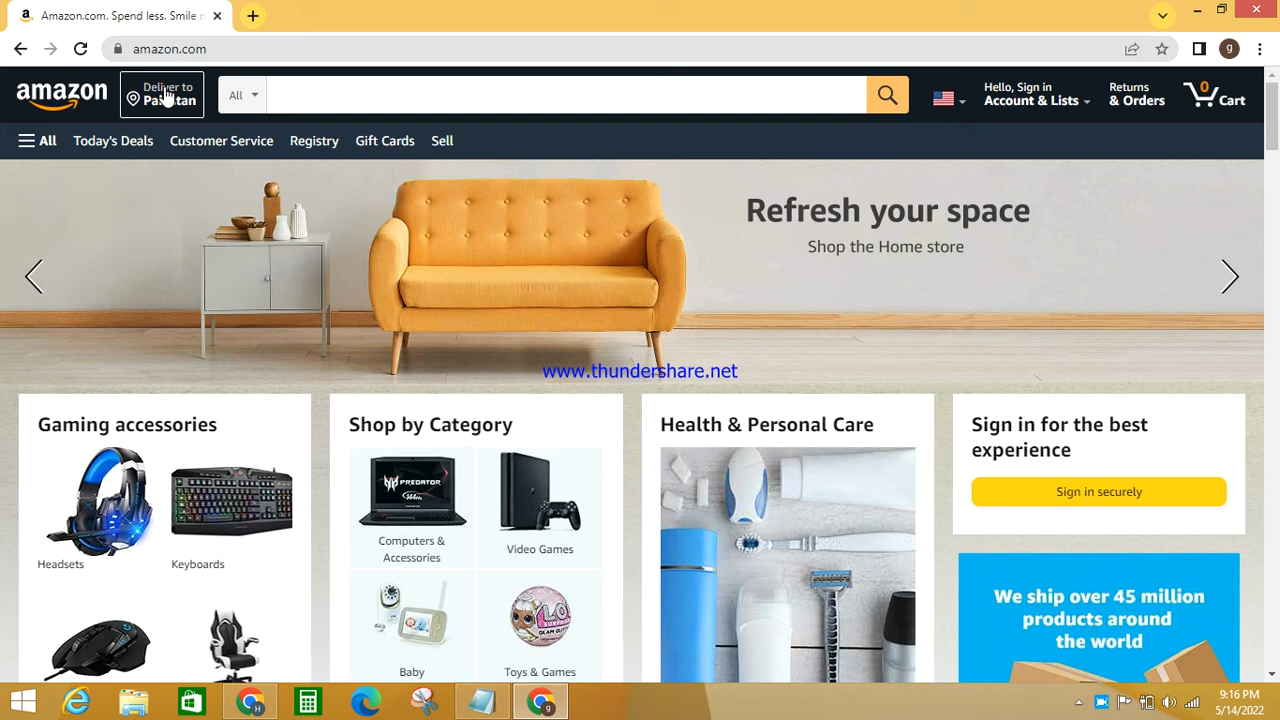 Amazon.com. Spend less. Smile m
amazon.com
g
amazon
Deliver to
All
Hello, Sign in
Account & Lists
Returns
& Orders
0
Cart
All
Today's Deals
Customer Service
Registry
Gift Cards
Sell
Refresh your space
Shop the Home store
www.thundershare.net
Gaming accessories
Headsets
Keyboards
Shop by Category
PREDATOR
Computers &
Accessories
Video Games
Baby
Toys & Games
Health & Personal Care
Sign in for the best
experience
Sign in securely
We ship over 45 million
products around
the world
H
g
9:16 PM
5/14/2022